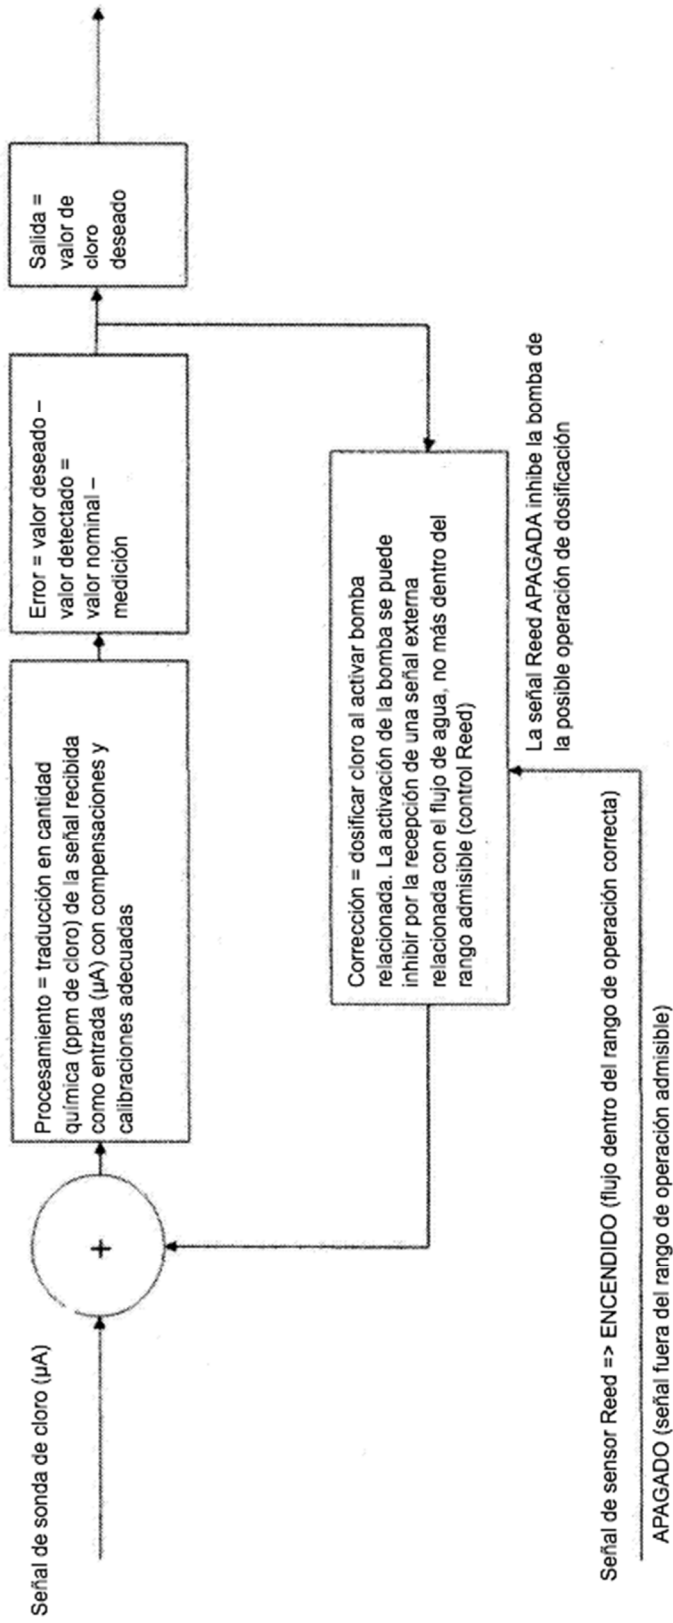 Señal de sonda de cloro (µA)
+
Procesamiento = traducción en cantidad
química (ppm de cloro) de la señal recibida
como entrada (µA) con compensaciones y
calibraciones adecuadas
Error = valor deseado –
valor detectado =
valor nominal –
medición
Salida =
valor de
cloro
deseado
Corrección = dosificar cloro al activar bomba
relacionada. La activación de la bomba se puede
inhibir por la recepción de una señal externa
relacionada con el flujo de agua, no más dentro del
rango admisible (control Reed)
La señal Reed APAGADA inhibe la bomba de
la posible operación de dosificación
Señal de sensor Reed => ENCENDIDO (flujo dentro del rango de operación correcta)
APAGADO (señal fuera del rango de operación admisible)